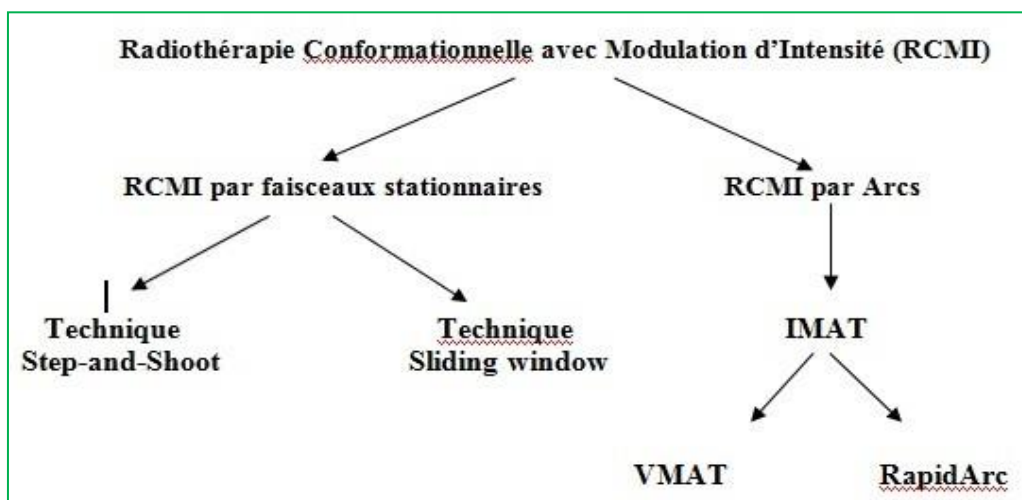 Radiothérapie Conformationnelle avec Modulation d'Intensité (RCMI)
RCMI par faisceaux stationnaires
RCMI par Arcs
Technique
Step-and-Shoot
Technique
Sliding window
IMAT
VMAT
RapidArc